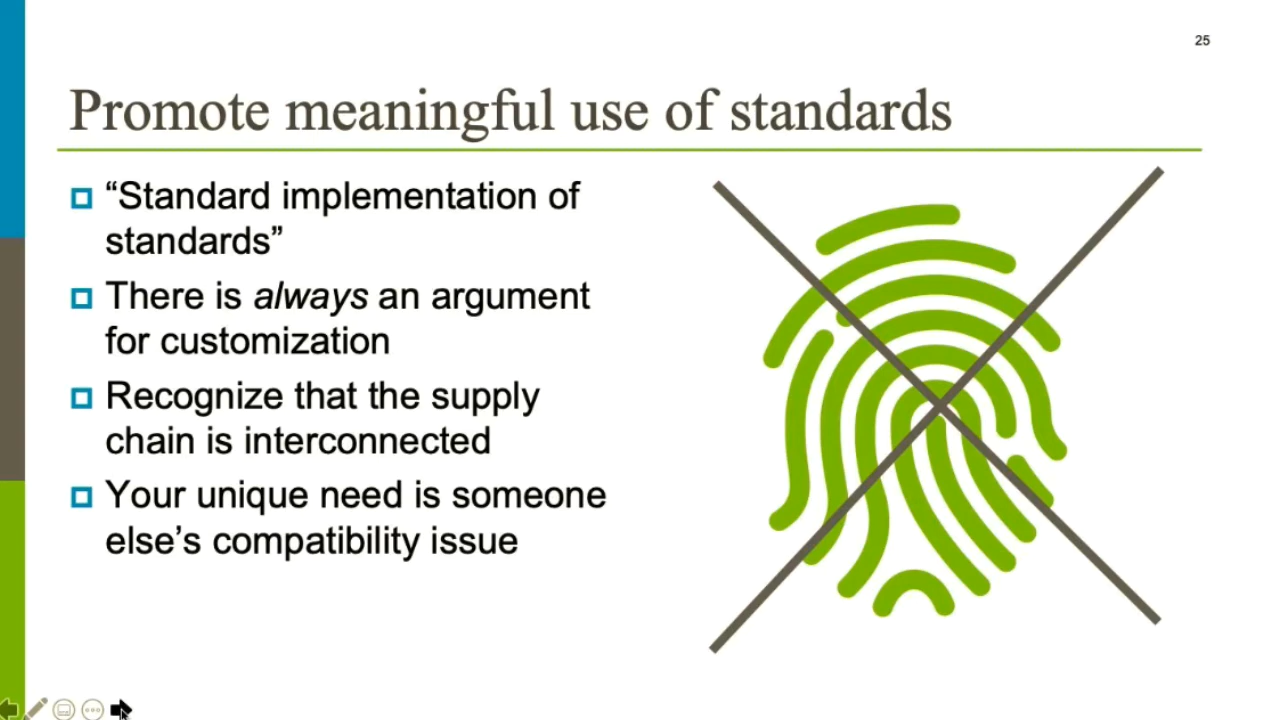 25
Promote meaningful use of standards
“Standard implementation of
standards”
There is always an argument
for customization
Recognize that the supply
chain is interconnected
Your unique need is someone
else’s compatibility issue